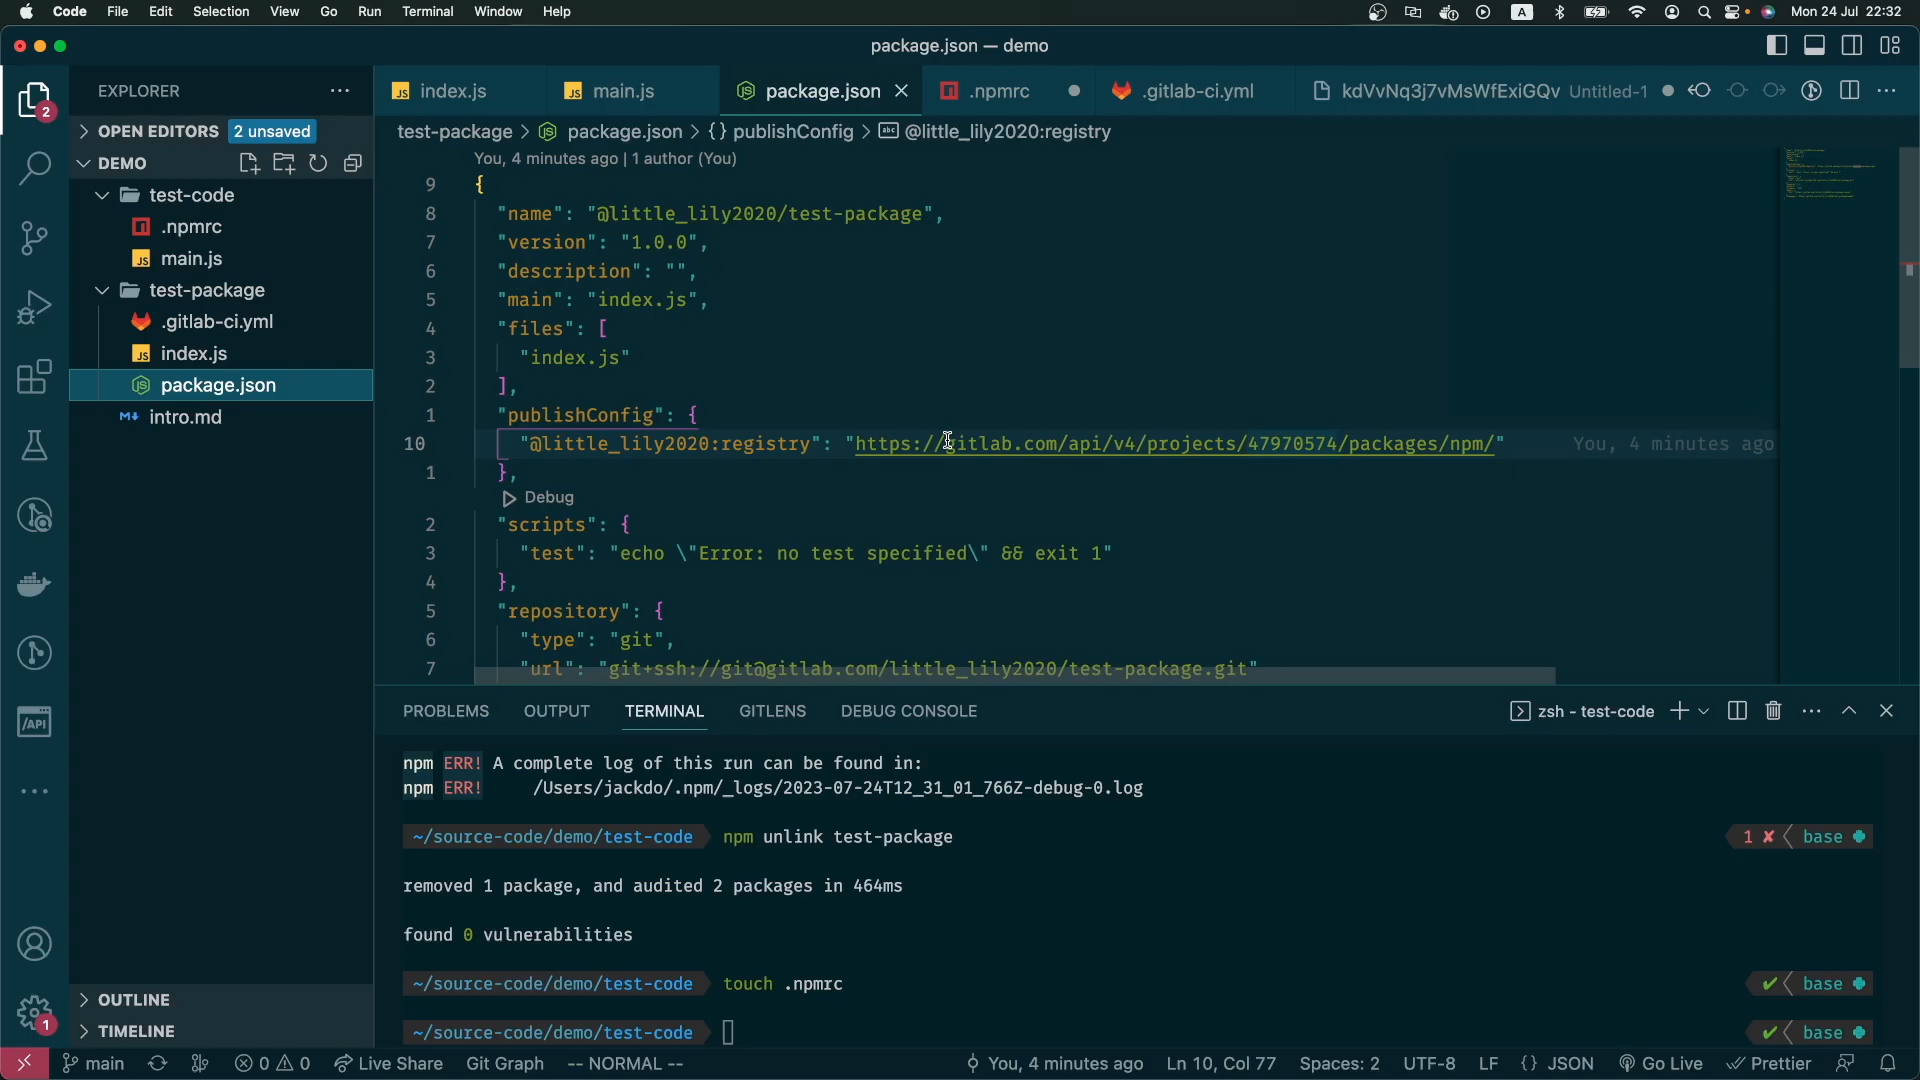 Code File Edit Selection View Go Run Terminal Window Help
A Mon 24 Jul 22:32
package.json — demo
EXPLORER
2
OPEN EDITORS 2 unsaved
DEMO
test-code
.npmrc
main.js
test-package
.gitlab-ci.yml
index.js
package.json
intro.md
OUTLINE
TIMELINE
/API
1
index.js main.js package.json .npmrc .gitlab-ci.yml kdVvNq3j7vMsWfExiGQv Untitled-1
test-package > package.json > {} publishConfig > abc @little_lily2020:registry
You, 4 minutes ago | 1 author (You)
9 {
8 "name": "@little_lily2020/test-package",
7 "version": "1.0.0",
6 "description": "",
5 "main": "index.js",
4 "files": [
3 "index.js"
2 ],
1 "publishConfig": {
10 "@little_lily2020:registry": "https://gitlab.com/api/v4/projects/47970574/packages/npm/" You, 4 minutes ago
1 },
Debug
2 "scripts": {
3 "test": "echo \"Error: no test specified\" && exit 1"
4 },
5 "repository": {
6 "type": "git",
7 "url": "git+ssh://git@gitlab.com/little_lily2020/test-package.git"
PROBLEMS OUTPUT TERMINAL GITLENS DEBUG CONSOLE
zsh - test-code
npm ERR! A complete log of this run can be found in:
npm ERR! /Users/jackdo/.npm/_logs/2023-07-24T12_31_01_766Z-debug-0.log
~/source-code/demo/test-code npm unlink test-package 1 ✘ base
removed 1 package, and audited 2 packages in 464ms
found 0 vulnerabilities
~/source-code/demo/test-code touch .npmrc ✔ base
~/source-code/demo/test-code ✔ base
main 0 0 Live Share Git Graph -- NORMAL -- You, 4 minutes ago Ln 10, Col 77 Spaces: 2 UTF-8 LF {} JSON Go Live Prettier